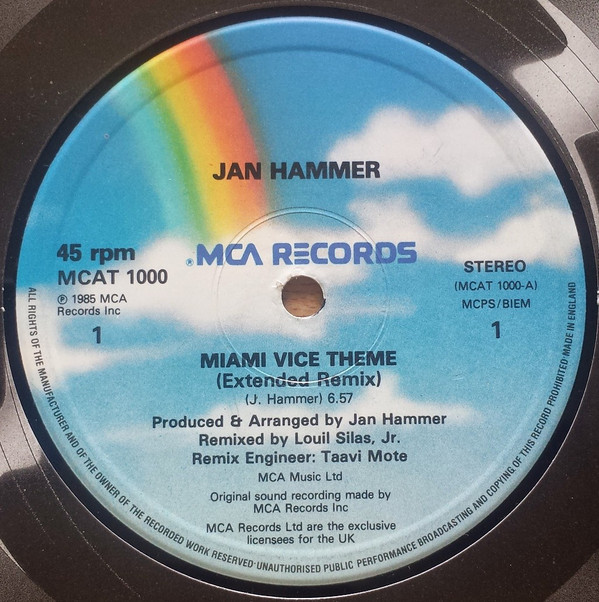 JAN HAMMER
® MCA RECORDS
45 rpm
MCAT 1000
℗ 1985 MCA
Records Inc
1
STEREO
(MCAT 1000-A)
MCPS/BIEM
1
MIAMI VICE THEME
(Extended Remix)
(J. Hammer) 6.57
Produced & Arranged by Jan Hammer
Remixed by Louil Silas, Jr.
Remix Engineer: Taavi Mote
MCA Music Ltd
Original sound recording made by
MCA Records Inc
MCA Records Ltd are the exclusive
licensees for the UK
ALL RIGHTS OF THE MANUFACTURER AND OF THE OWNER OF THE RECORDED WORK RESERVED·UNAUTHORISED PUBLIC PERFORMANCE BROADCASTING AND COPYING OF THIS RECORD PROHIBITED·MADE IN ENGLAND